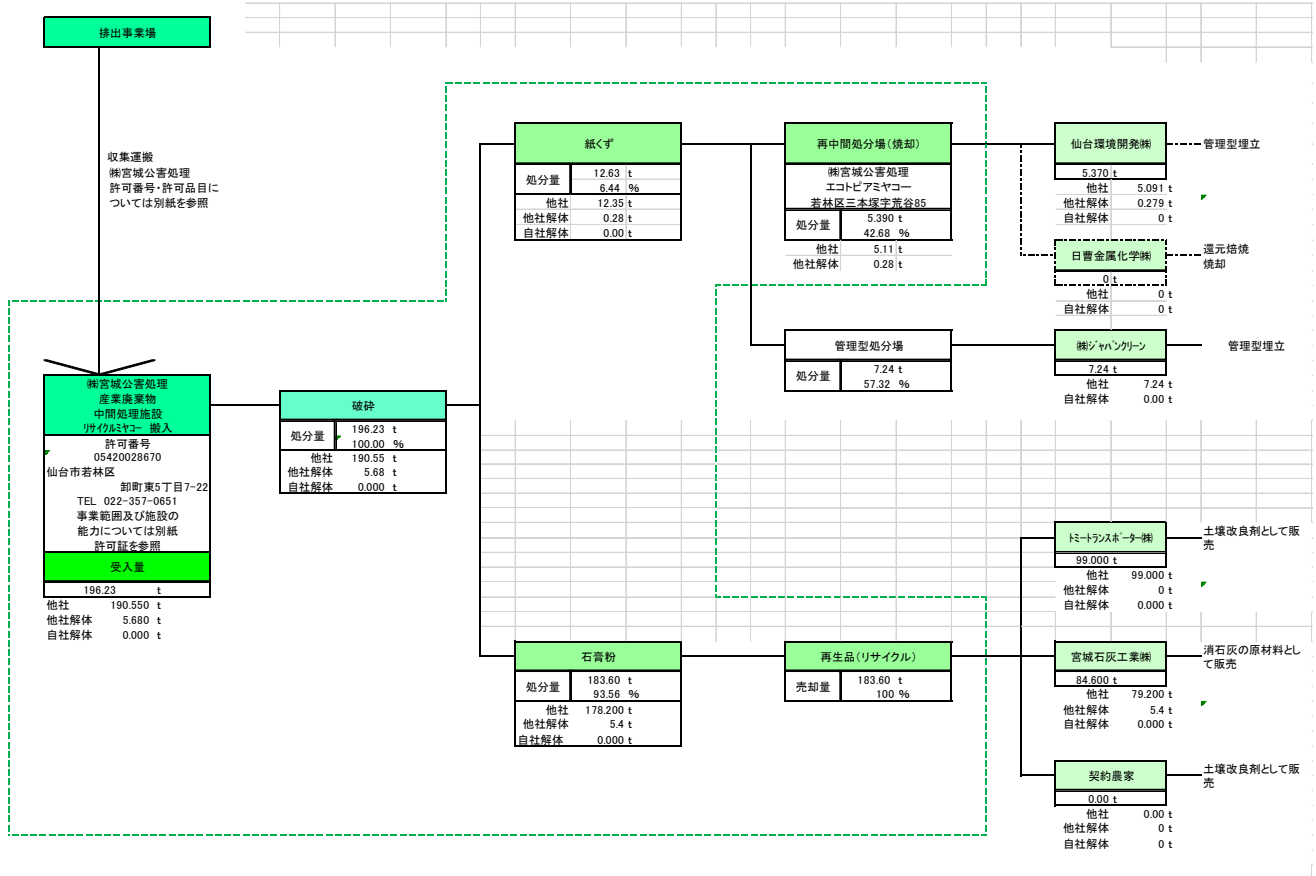 排出事業場
収集運搬
㈱宮城公害処理
許可番号・許可品目に
ついては別紙を参照
㈱宮城公害処理
産業廃棄物
中間処理施設
ﾘｻｲｸﾙﾐﾔｺｰ 搬入
許可番号
05420028670
仙台市若林区
卸町東5丁目7-22
TEL 022-357-0651
事業範囲及び施設の
能力については別紙
許可証を参照
受入量
196.23 t
他社 190.550 t
他社解体 5.680 t
自社解体 0.000 t
破砕
処分量 196.23 t
100.00 %
他社 190.55 t
他社解体 5.68 t
自社解体 0.000 t
紙くず
処分量 12.63 t
6.44 %
他社 12.35 t
他社解体 0.28 t
自社解体 0.00 t
再中間処分場(焼却)
㈱宮城公害処理
エコトピアミヤコー
若林区三本塚字荒谷85
処分量 5.390 t
42.68 %
他社 5.11 t
他社解体 0.28 t
仙台環境開発㈱
管理型埋立
5.370 t
他社 5.091 t
他社解体 0.279 t
自社解体 0 t
日曹金属化学㈱
還元焙焼
焼却
0 t
他社 0 t
自社解体 0 t
管理型処分場
処分量 7.24 t
57.32 %
㈱ｼﾞｬﾊﾟﾝｸﾘｰﾝ
管理型埋立
7.24 t
他社 7.24 t
自社解体 0.00 t
石膏粉
処分量 183.60 t
93.56 %
他社 178.200 t
他社解体 5.4 t
自社解体 0.000 t
再生品(リサイクル)
売却量 183.60 t
100 %
ﾄﾐｰﾄﾗﾝｽﾎﾟｰﾀｰ㈱
土壌改良剤として販
売
99.000 t
他社 99.000 t
他社解体 0 t
自社解体 0.000 t
宮城石灰工業㈱
消石灰の原材料とし
て販売
84.600 t
他社 79.200 t
他社解体 5.4 t
自社解体 0.000 t
契約農家
土壌改良剤として販
売
0.00 t
他社 0.00 t
他社解体 0 t
自社解体 0 t